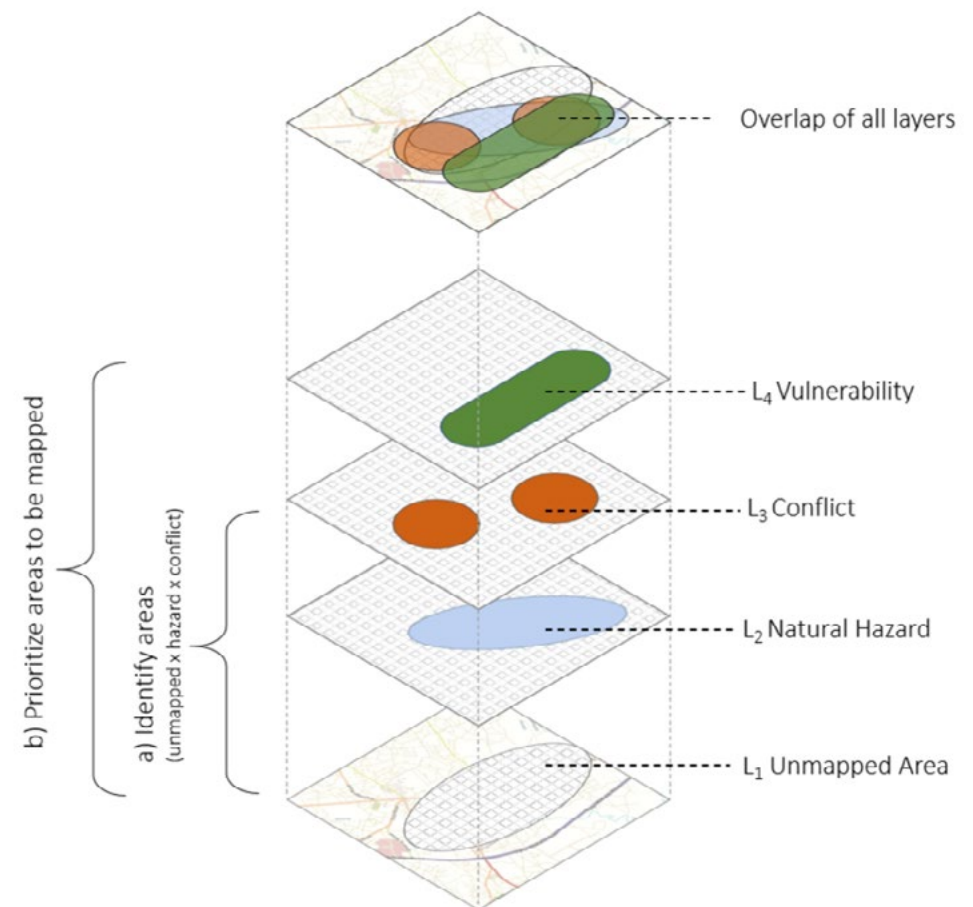 Overlap of all layers
L₄ Vulnerability
L₃ Conflict
L₂ Natural Hazard
L₁ Unmapped Area
b) Prioritize areas to be mapped
a) Identify areas
(unmapped x hazard x conflict)